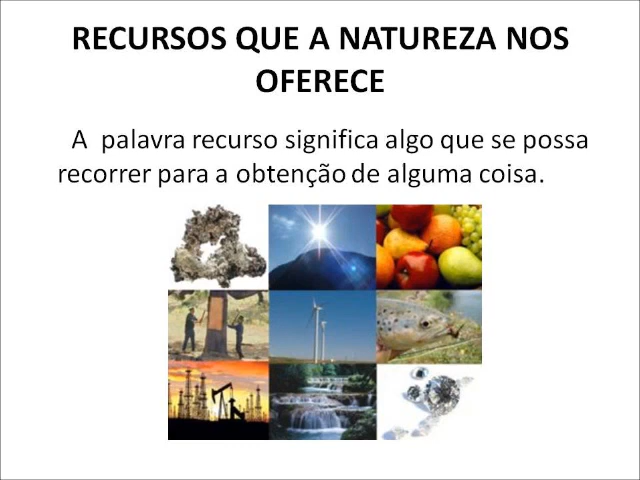 RECURSOS QUE A NATUREZA NOS
OFERECE
A palavra recurso significa algo que se possa
recorrer para a obtenção de alguma coisa.